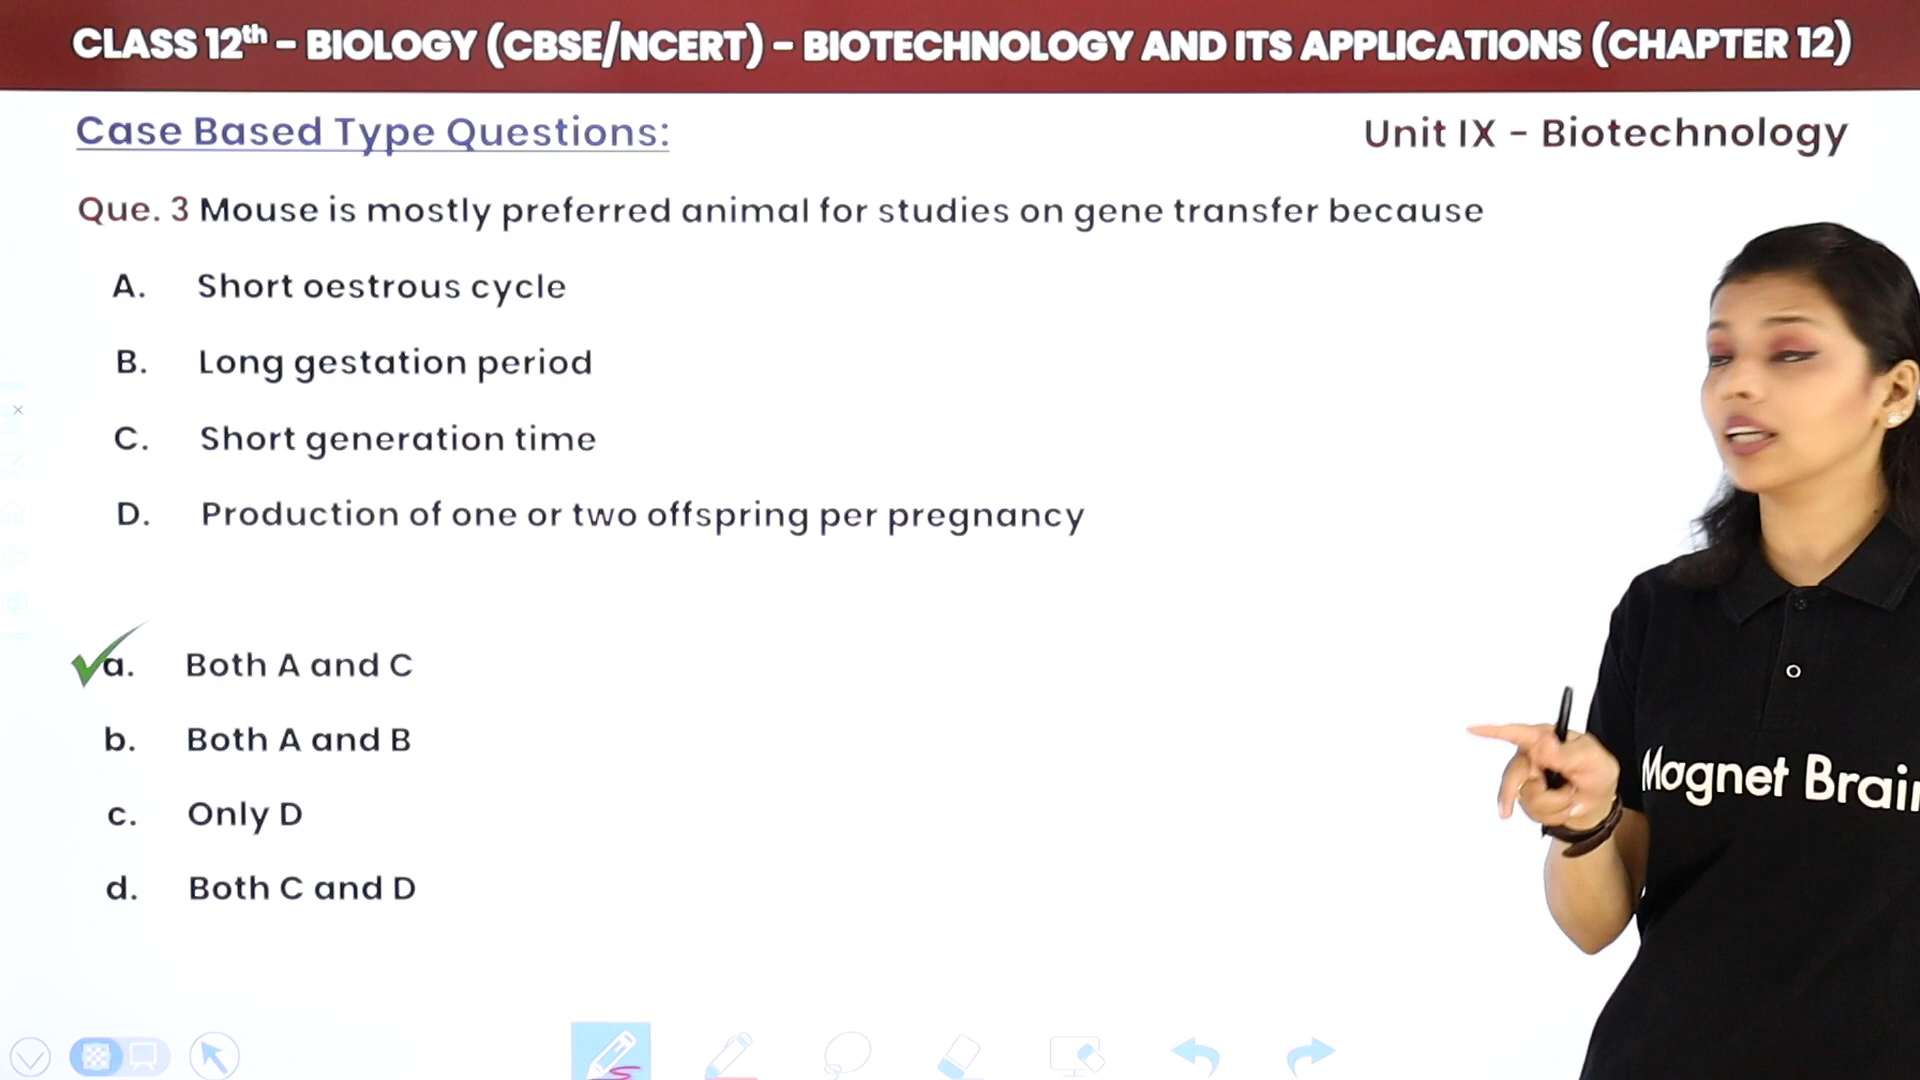 CLASS 12th – BIOLOGY (CBSE/NCERT) – BIOTECHNOLOGY AND ITS APPLICATIONS (CHAPTER 12)
Case Based Type Questions:
Unit IX – Biotechnology
Que. 3 Mouse is mostly preferred animal for studies on gene transfer because
A. Short oestrous cycle
B. Long gestation period
C. Short generation time
D. Production of one or two offspring per pregnancy
a. Both A and C
b. Both A and B
c. Only D
d. Both C and D
Magnet Brain